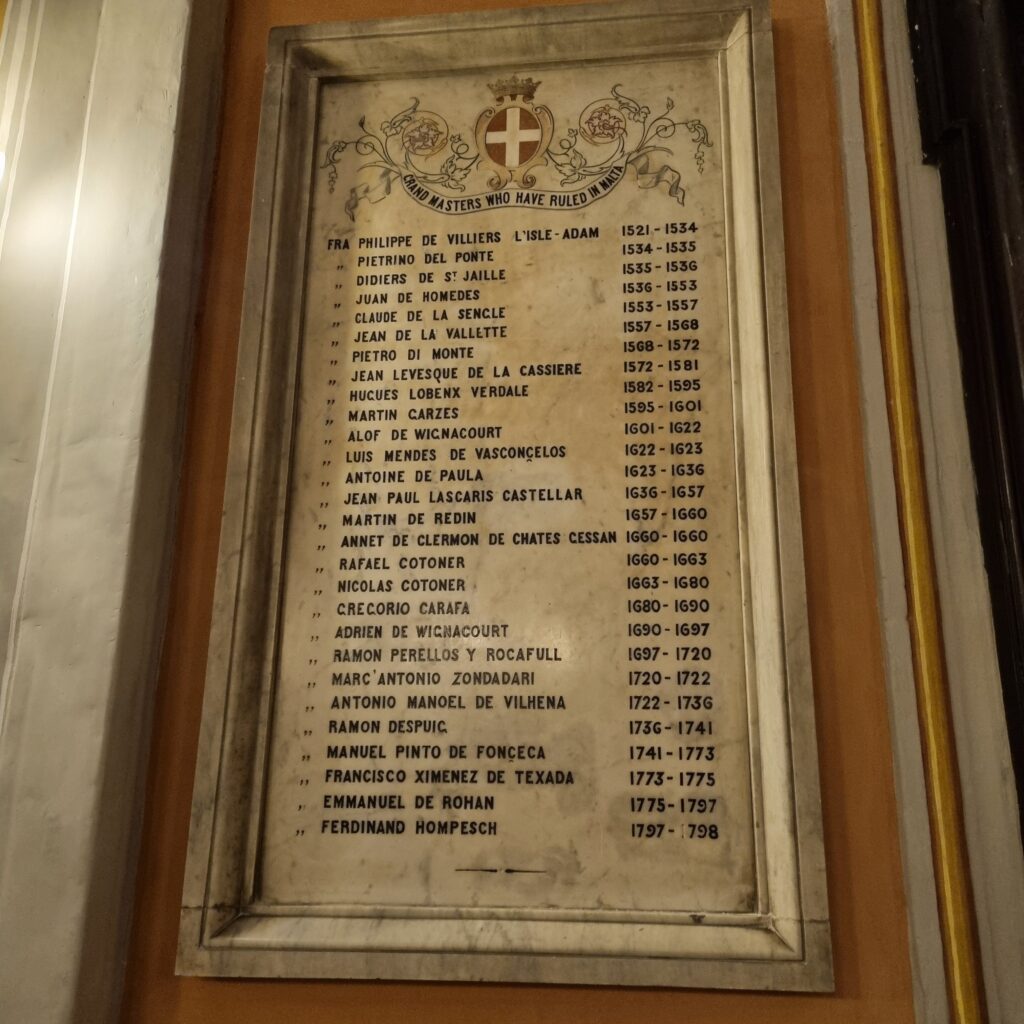 GRAND MASTERS WHO HAVE RULED IN MALTA
FRA PHILIPPE DE VILLIERS L'ISLE-ADAM 1521-1534
„ PIETRINO DEL PONTE 1534-1535
„ DIDIERS DE ST JAILLE 1535-1536
„ JUAN DE HOMEDES 1536-1553
„ CLAUDE DE LA SENGLE 1553-1557
„ JEAN DE LA VALLETTE 1557-1568
„ PIETRO DI MONTE 1568-1572
„ JEAN LEVESQUE DE LA CASSIERE 1572-1581
„ HUGUES LOBENX VERDALE 1582-1595
„ MARTIN GARZES 1595-1601
„ ALOF DE WIGNACOURT 1601-1622
„ LUIS MENDES DE VASCONÇELOS 1622-1623
„ ANTOINE DE PAULA 1623-1636
„ JEAN PAUL LASCARIS CASTELLAR 1636-1657
„ MARTIN DE REDIN 1657-1660
„ ANNET DE CLERMON DE CHATES GESSAN 1660-1660
„ RAFAEL COTONER 1660-1663
„ NICOLAS COTONER 1663-1680
„ GREGORIO CARAFA 1680-1690
„ ADRIEN DE WIGNACOURT 1690-1697
„ RAMON PERELLOS Y ROCAFULL 1697-1720
„ MARC'ANTONIO ZONDADARI 1720-1722
„ ANTONIO MANOEL DE VILHENA 1722-1736
„ RAMON DESPUIG 1736-1741
„ MANUEL PINTO DE FONÇECA 1741-1773
„ FRANCISCO XIMENEZ DE TEXADA 1773-1775
„ EMMANUEL DE ROHAN 1775-1797
„ FERDINAND HOMPESCH 1797-1798